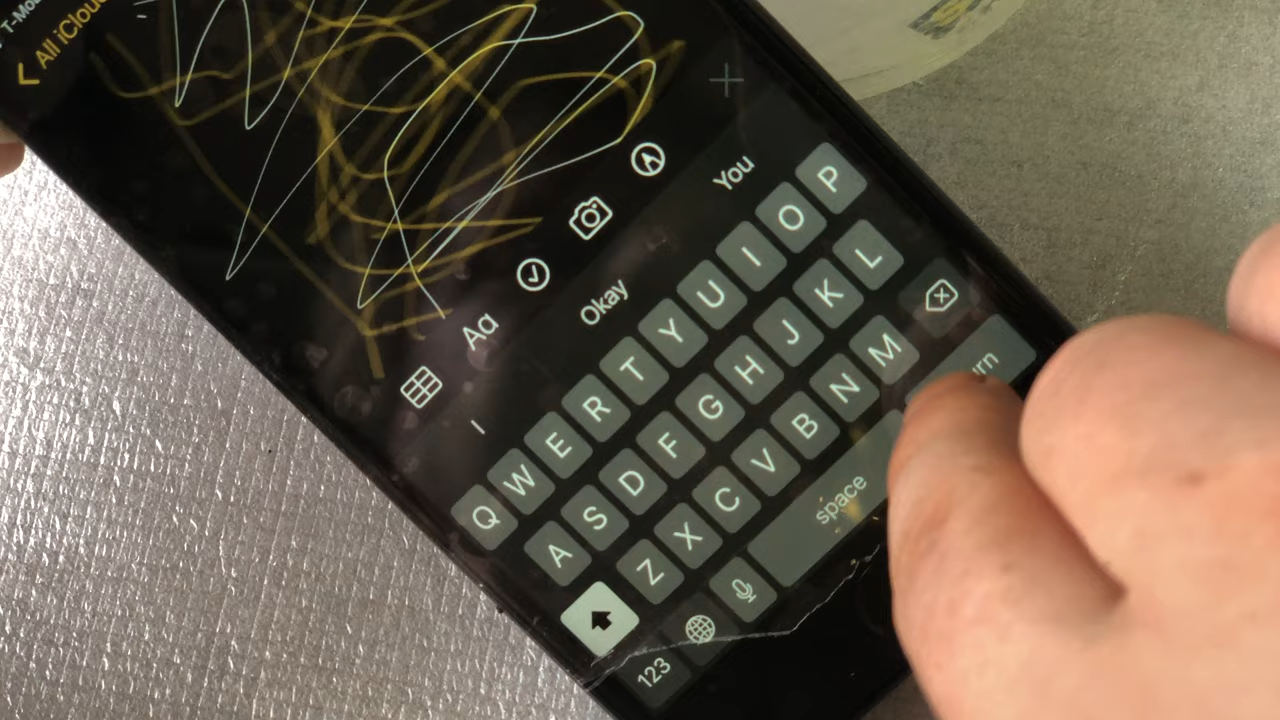 All iCloud
Aa
I Okay You
Q W E R T Y U I O P
A S D F G H J K L
Z X C V B N M
123 space